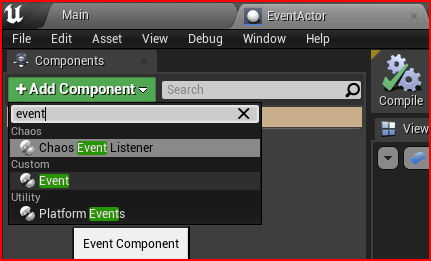 Main
EventActor
File Asset View Debug Window Help
Components
+Add Component
Search
Compile
event
Chaos
Chaos Event Listener
Custom
Event
Utility
Platform Events
Event Component
View